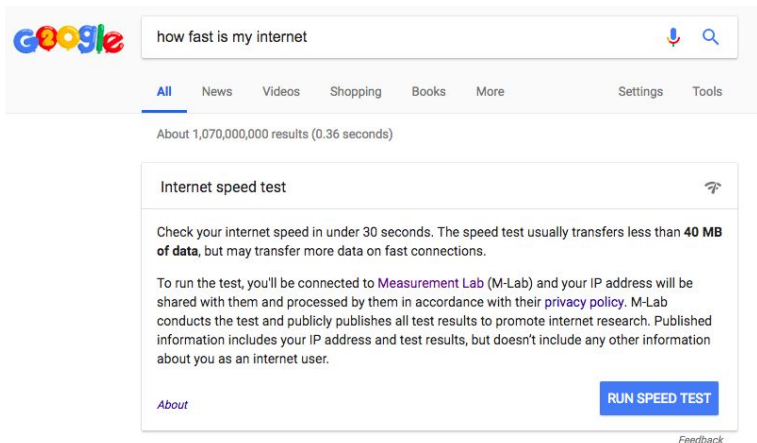 G20gle
how fast is my internet
All News Videos Shopping Books More Settings Tools
About 1,070,000,000 results (0.36 seconds)
Internet speed test
Check your internet speed in under 30 seconds. The speed test usually transfers less than 40 MB
of data, but may transfer more data on fast connections.
To run the test, you'll be connected to Measurement Lab (M-Lab) and your IP address will be
shared with them and processed by them in accordance with their privacy policy. M-Lab
conducts the test and publicly publishes all test results to promote internet research. Published
information includes your IP address and test results, but doesn't include any other information
about you as an internet user.
About
RUN SPEED TEST
Feedback